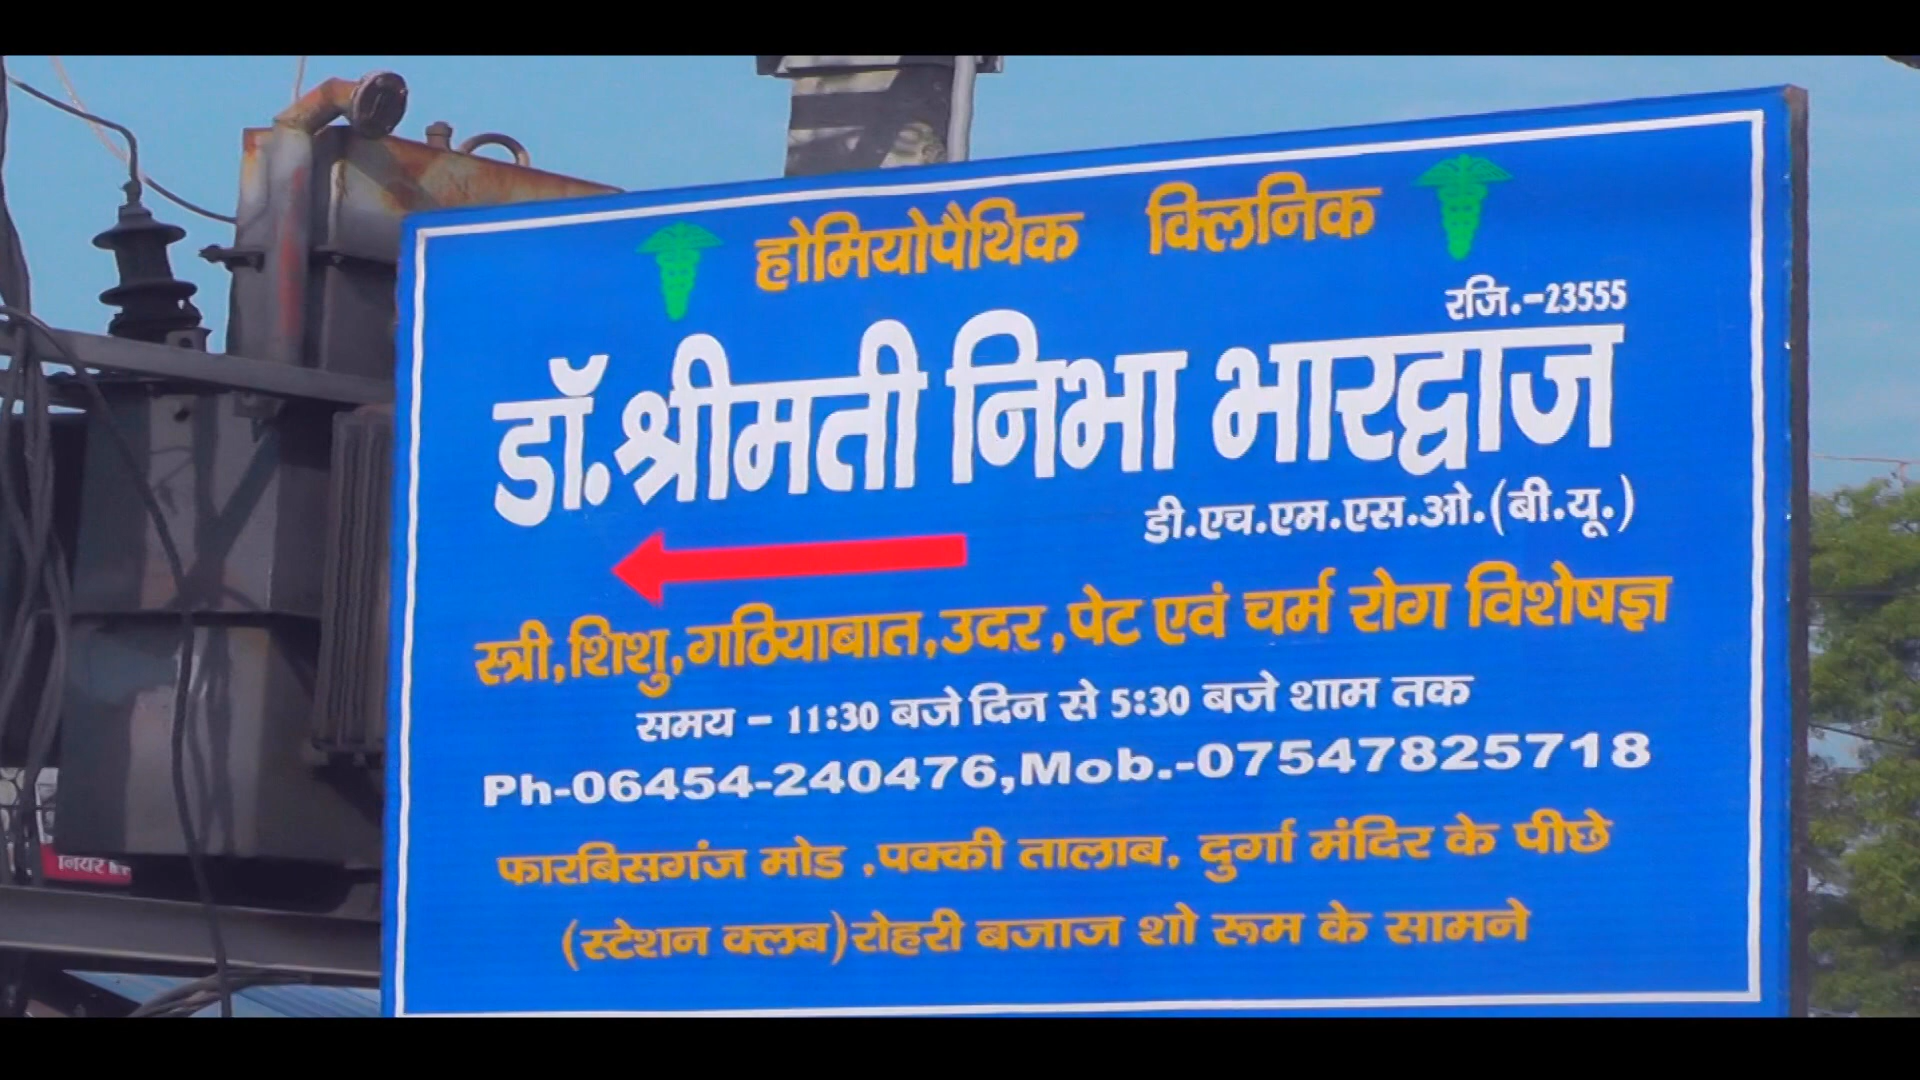 होमियोपैथिक क्लिनिक
रजि.-23555
डॉ.श्रीमती निभा भारद्वाज
डी.एच.एम.एस.ओ.(बी.यू.)
स्त्री,शिशु,गठियाबात,उदर,पेट एवं चर्म रोग विशेषज्ञ
समय - 11:30 बजे दिन से 5:30 बजे शाम तक
Ph-06454-240476,Mob.-07547825718
फारबिसगंज मोड ,पक्की तालाब, दुर्गा मंदिर के पीछे
(स्टेशन क्लब)रोहरी बजाज शो रूम के सामने
नियर